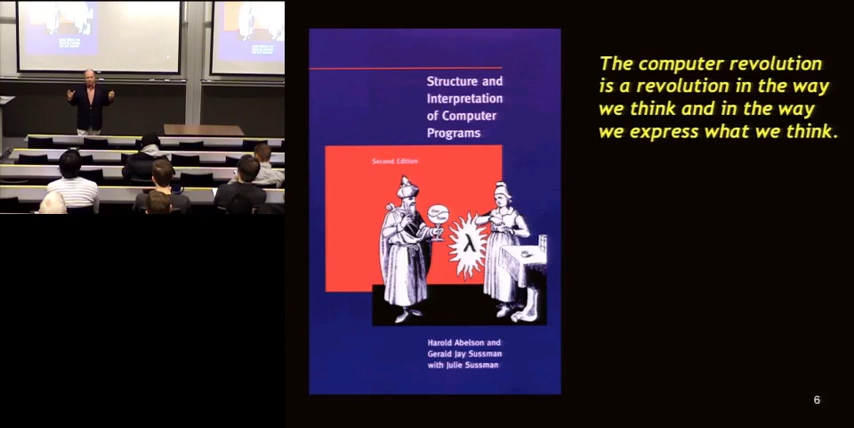 Structure and
Interpretation
of Computer
Programs
Second Edition
Harold Abelson and
Gerald Jay Sussman
with Julie Sussman
The computer revolution
is a revolution in the way
we think and in the way
we express what we think.
λ
6